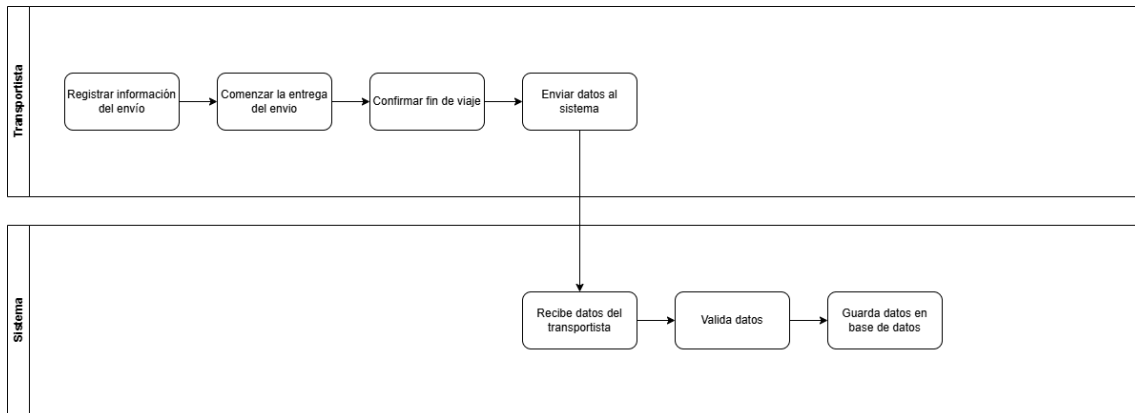 Transportista
Registrar información
del envío
Comenzar la entrega
del envio
Confirmar fin de viaje
Enviar datos al
sistema
Sistema
Recibe datos del
transportista
Valida datos
Guarda datos en
base de datos